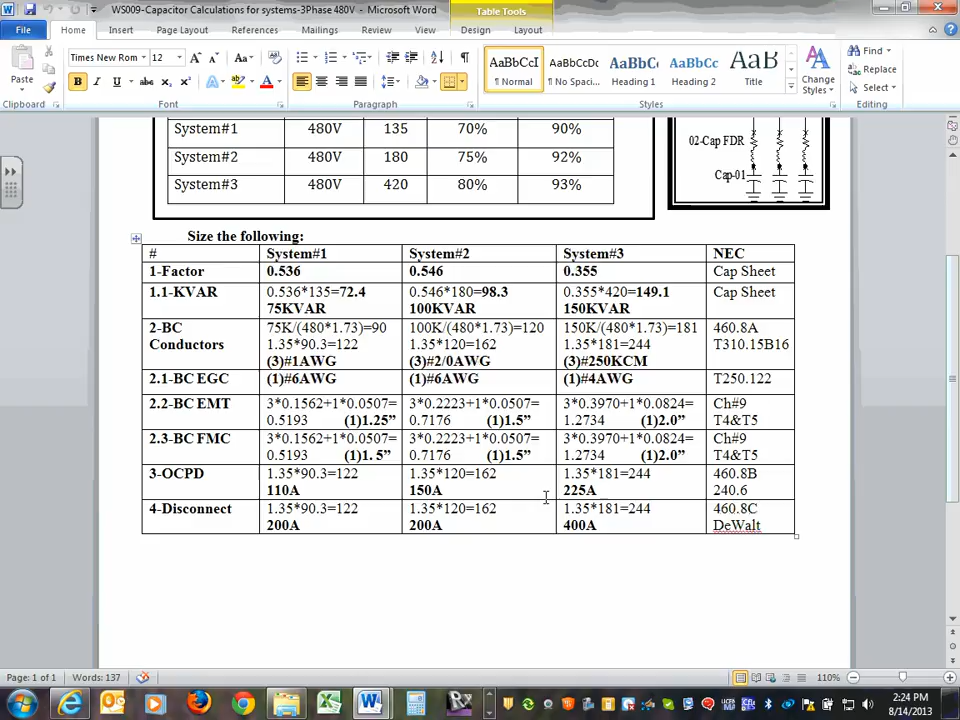 WS009-Capacitor Calculations for systems-3Phase 480V - Microsoft Word
Table Tools
File Home Insert Page Layout References Mailings Review View Design Layout
Paste
Times New Rom 12
AaBbCcI AaBbCcDc AaBbC AaBbCc AaB
¶ Normal ¶ No Spaci... Heading 1 Heading 2 Title
Change Styles
Find
Replace
Select
Clipboard Font Paragraph Styles Editing
System#1 480V 135 70% 90%
System#2 480V 180 75% 92%
System#3 480V 420 80% 93%
02-Cap FDR
Cap-01
Size the following:
# System#1 System#2 System#3 NEC
1-Factor 0.536 0.546 0.355 Cap Sheet
1.1-KVAR 0.536*135=72.4 0.546*180=98.3 0.355*420=149.1 Cap Sheet
75KVAR 100KVAR 150KVAR
2-BC 75K/(480*1.73)=90 100K/(480*1.73)=120 150K/(480*1.73)=181 460.8A
Conductors 1.35*90.3=122 1.35*120=162 1.35*181=244 T310.15B16
(3)#1AWG (3)#2/0AWG (3)#250KCM
2.1-BC EGC (1)#6AWG (1)#6AWG (1)#4AWG T250.122
2.2-BC EMT 3*0.1562+1*0.0507= 3*0.2223+1*0.0507= 3*0.3970+1*0.0824= Ch#9
0.5193 (1)1.25” 0.7176 (1)1.5” 1.2734 (1)2.0” T4&T5
2.3-BC FMC 3*0.1562+1*0.0507= 3*0.2223+1*0.0507= 3*0.3970+1*0.0824= Ch#9
0.5193 (1)1. 5” 0.7176 (1)1.5” 1.2734 (1)2.0” T4&T5
3-OCPD 1.35*90.3=122 1.35*120=162 1.35*181=244 460.8B
110A 150A 225A 240.6
4-Disconnect 1.35*90.3=122 1.35*120=162 1.35*181=244 460.8C
200A 200A 400A DeWalt
Page: 1 of 1 Words: 137 110%
2:24 PM
8/14/2013